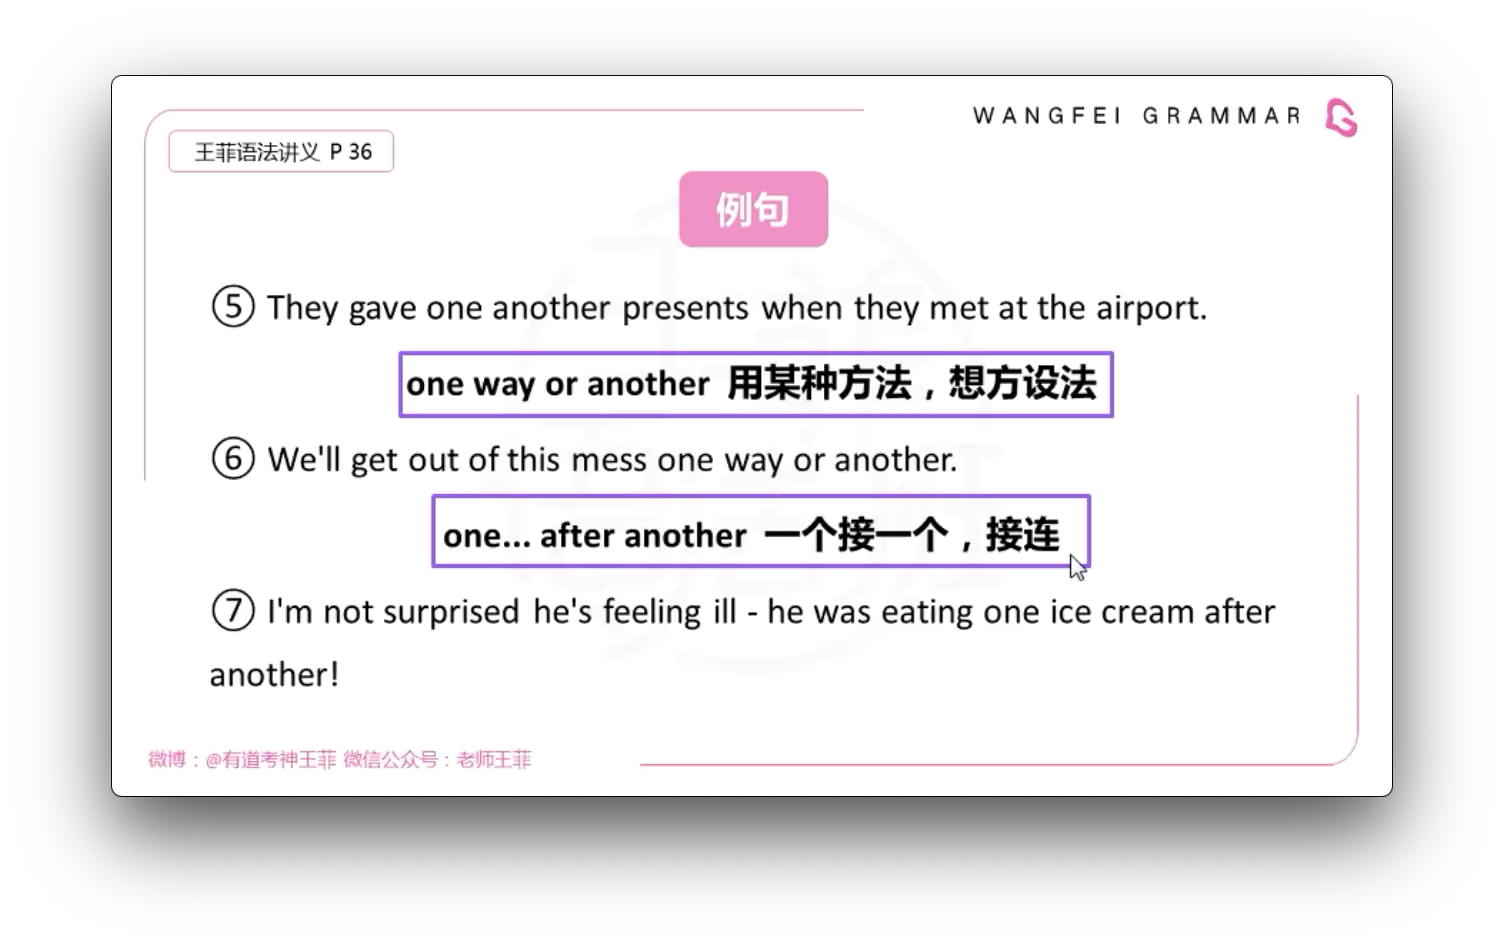 WANGFEI GRAMMAR
王菲语法讲义 P 36
例句
⑤ They gave one another presents when they met at the airport.
one way or another 用某种方法，想方设法
⑥ We'll get out of this mess one way or another.
one... after another 一个接一个，接连
⑦ I'm not surprised he's feeling ill - he was eating one ice cream after
another!
微博：@有道考神王菲 微信公众号：老师王菲